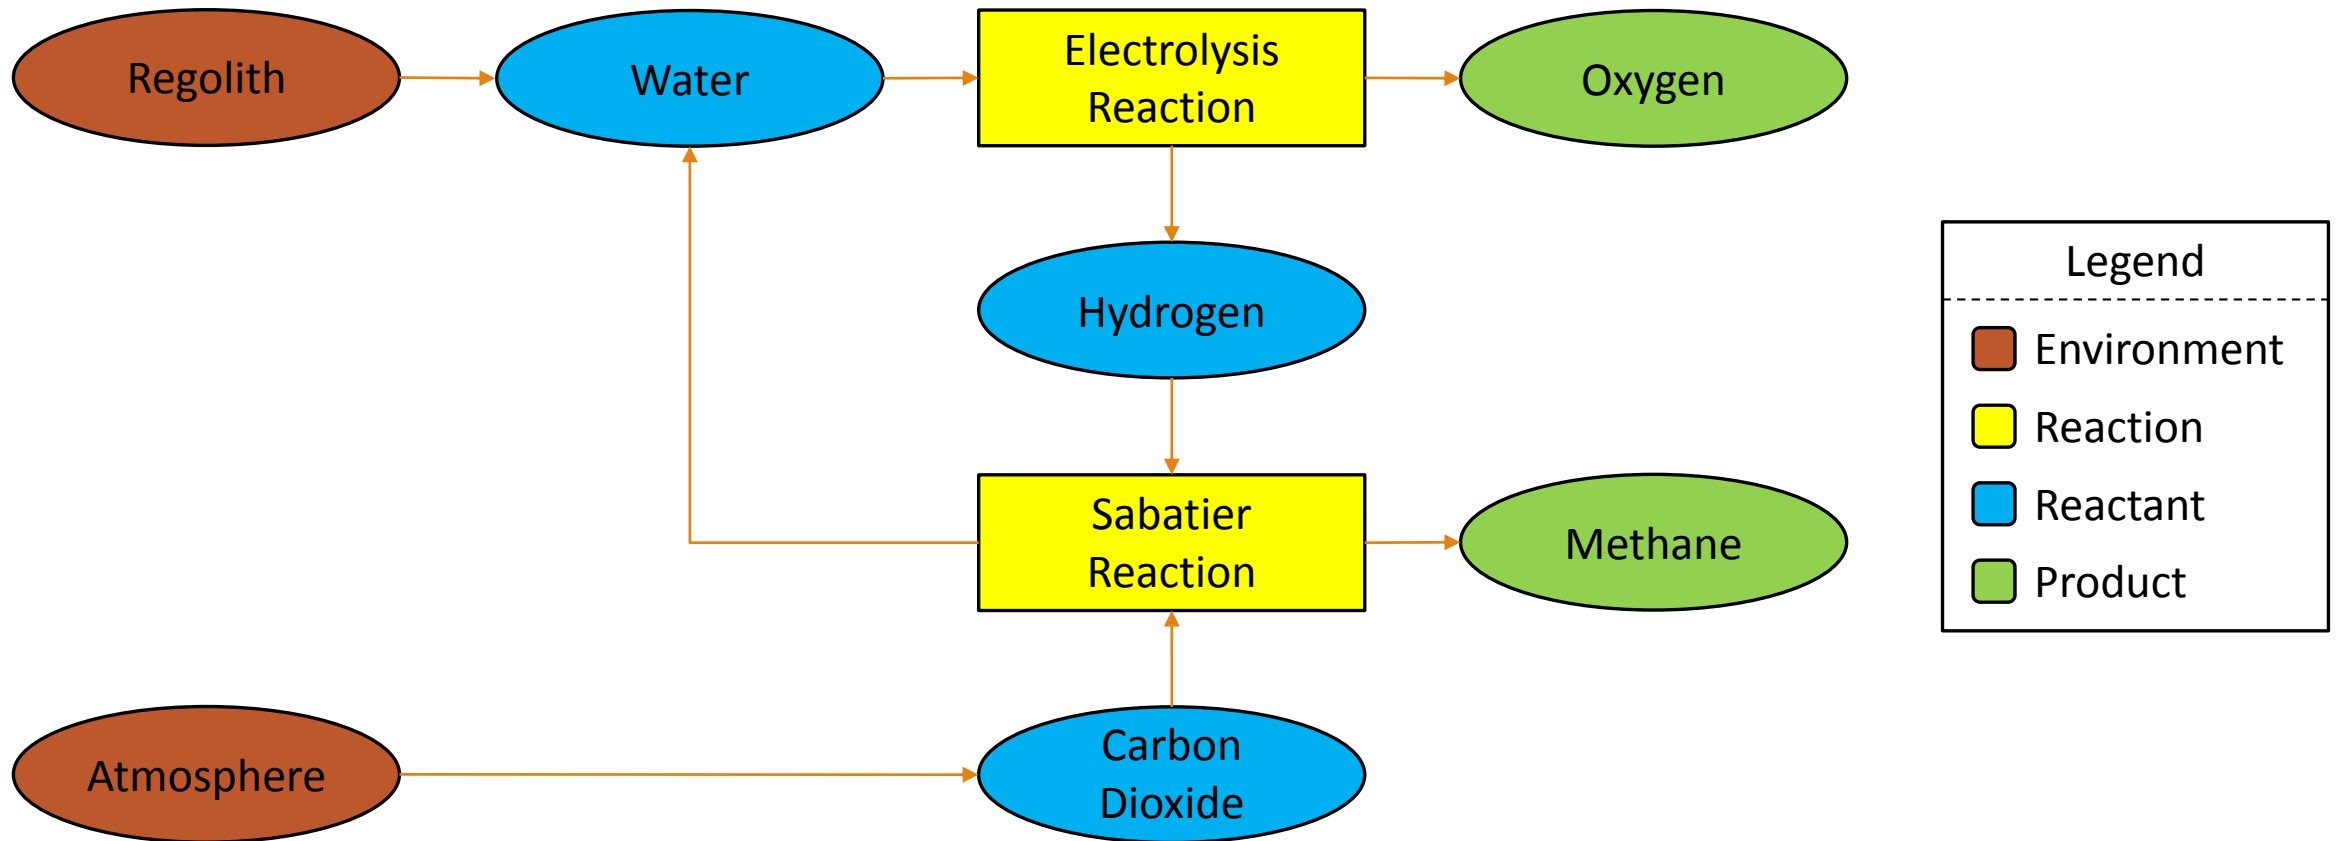 Regolith
Water
Electrolysis
Reaction
Oxygen
Hydrogen
Sabatier
Reaction
Methane
Atmosphere
Carbon
Dioxide
Legend
Environment
Reaction
Reactant
Product